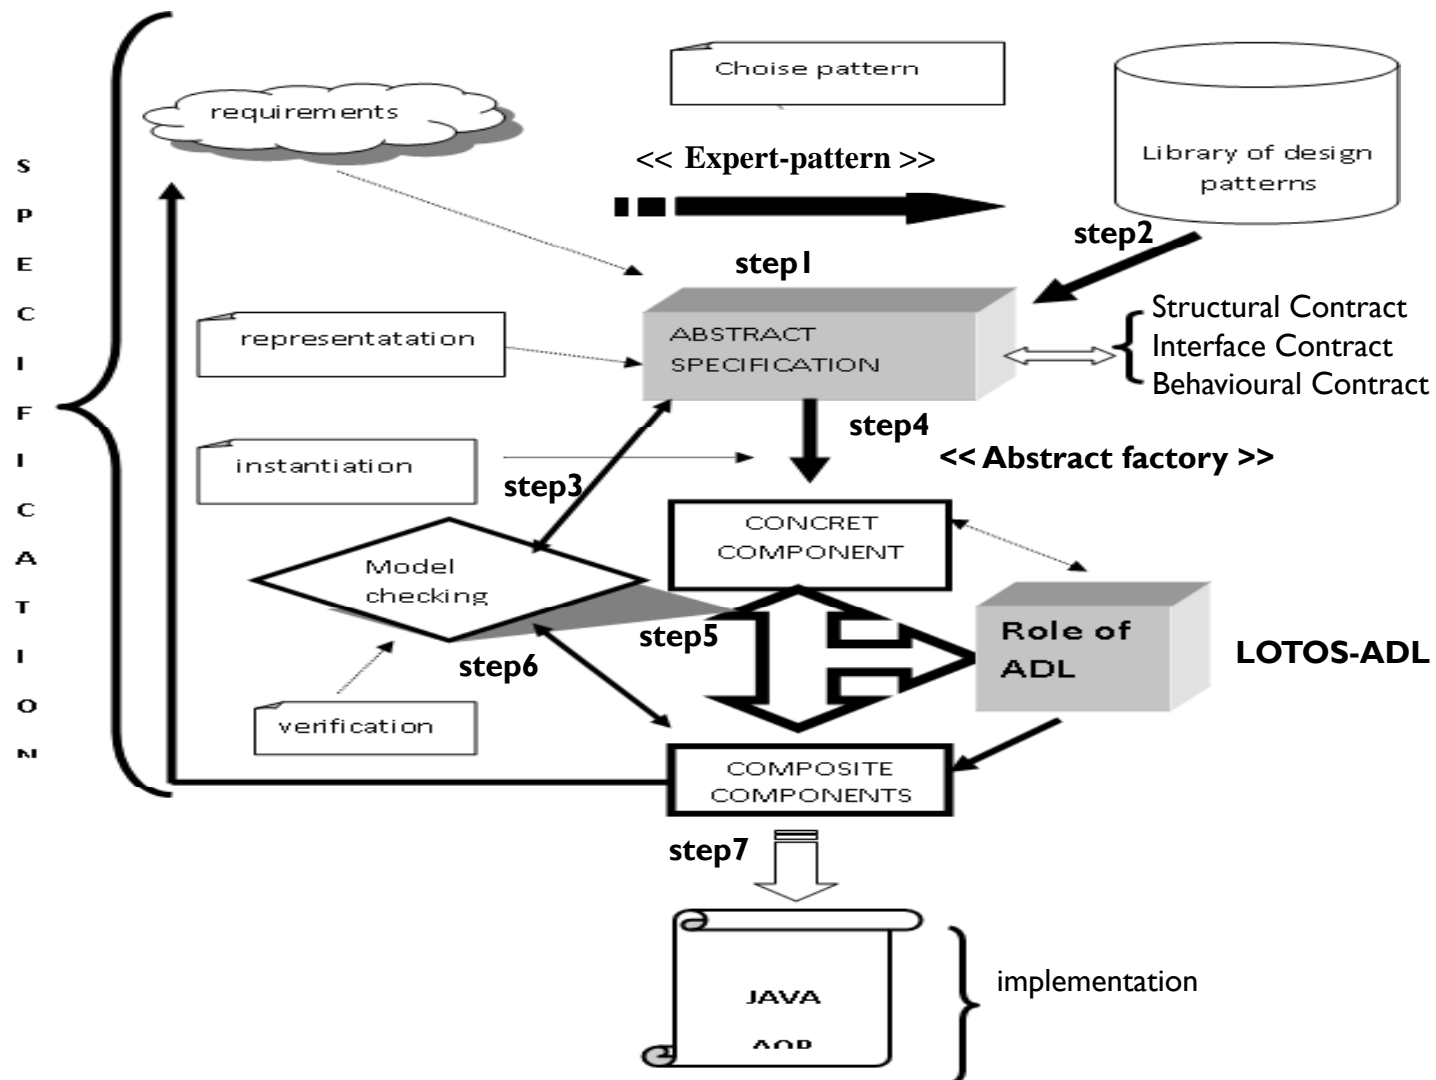 Choise pattern
requirements
<< Expert-pattern >>
Library of design
patterns
step1
step2
SPECIFICATION
representatation
ABSTRACT
SPECIFICATION
Structural Contract
Interface Contract
Behavioural Contract
step4
<< Abstract factory >>
instantiation
step3
CONCRET
COMPONENT
Model
checking
step5
step6
Role of
ADL
LOTOS-ADL
verification
COMPOSITE
COMPONENTS
step7
JAVA
AOP
implementation